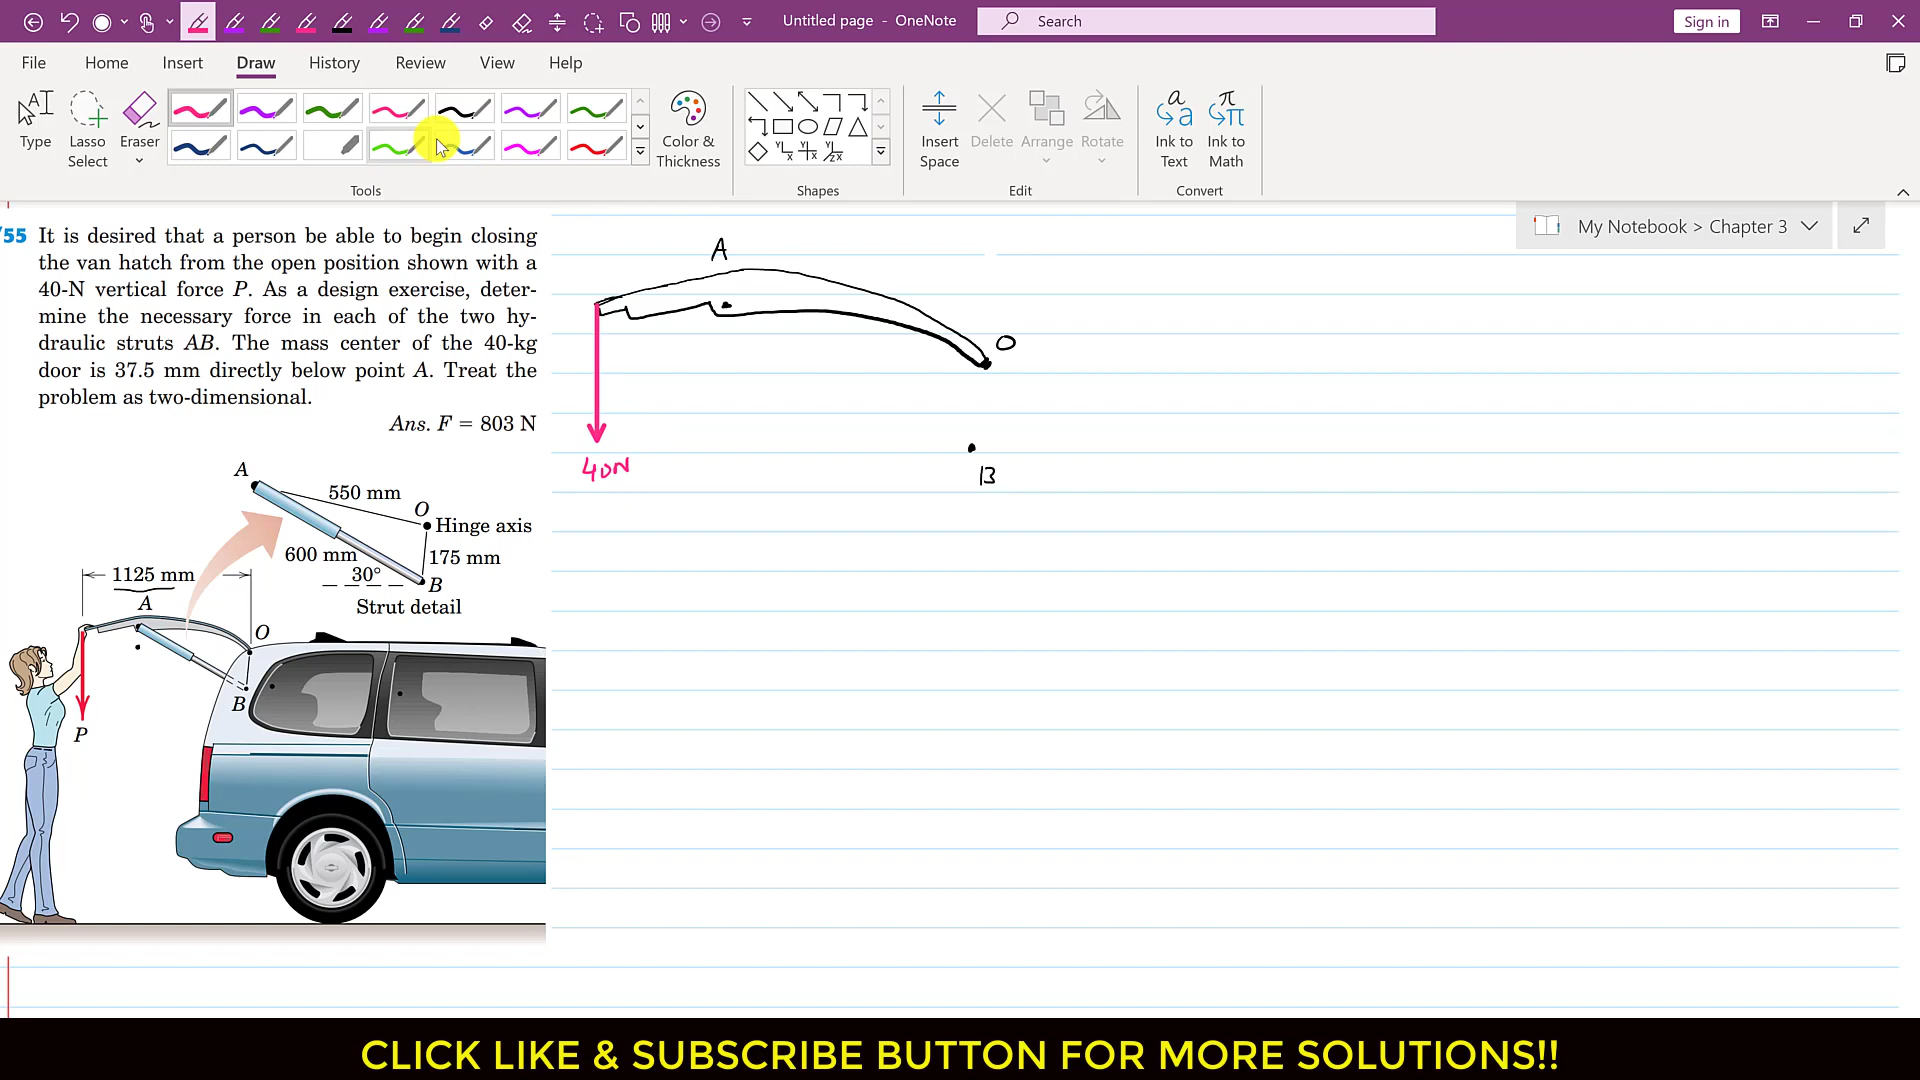 Untitled page - OneNote
Search
Sign in
File
Home
Insert
Draw
History
Review
View
Help
Type
Lasso Select
Eraser
Color & Thickness
Insert Space
Delete
Arrange
Rotate
Ink to Text
Ink to Math
Tools
Shapes
Edit
Convert
My Notebook > Chapter 3
/55 It is desired that a person be able to begin closing
the van hatch from the open position shown with a
40-N vertical force P. As a design exercise, deter-
mine the necessary force in each of the two hy-
draulic struts AB. The mass center of the 40-kg
door is 37.5 mm directly below point A. Treat the
problem as two-dimensional.
Ans. F = 803 N
A
550 mm
O
Hinge axis
600 mm
175 mm
30°
B
Strut detail
1125 mm
A
O
B
P
A
O
B
40N
CLICK LIKE & SUBSCRIBE BUTTON FOR MORE SOLUTIONS!!